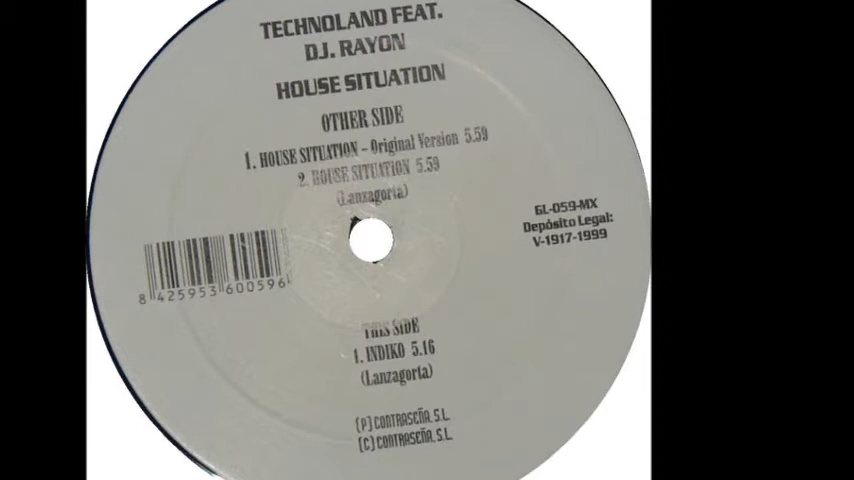 TECHNOLAND FEAT.
D.J. RAYON
HOUSE SITUATION
OTHER SIDE
1. HOUSE SITUATION – Original Version 5.59
2. HOUSE SITUATION 5.59
(Lanzagorta)
GL-059-MX
Depósito Legal:
V-1917-1999
8 425953 600596
THIS SIDE
1. INDIKO 5.16
(Lanzagorta)
(P) CONTRASEÑA, S.L.
(C) CONTRASEÑA, S.L.